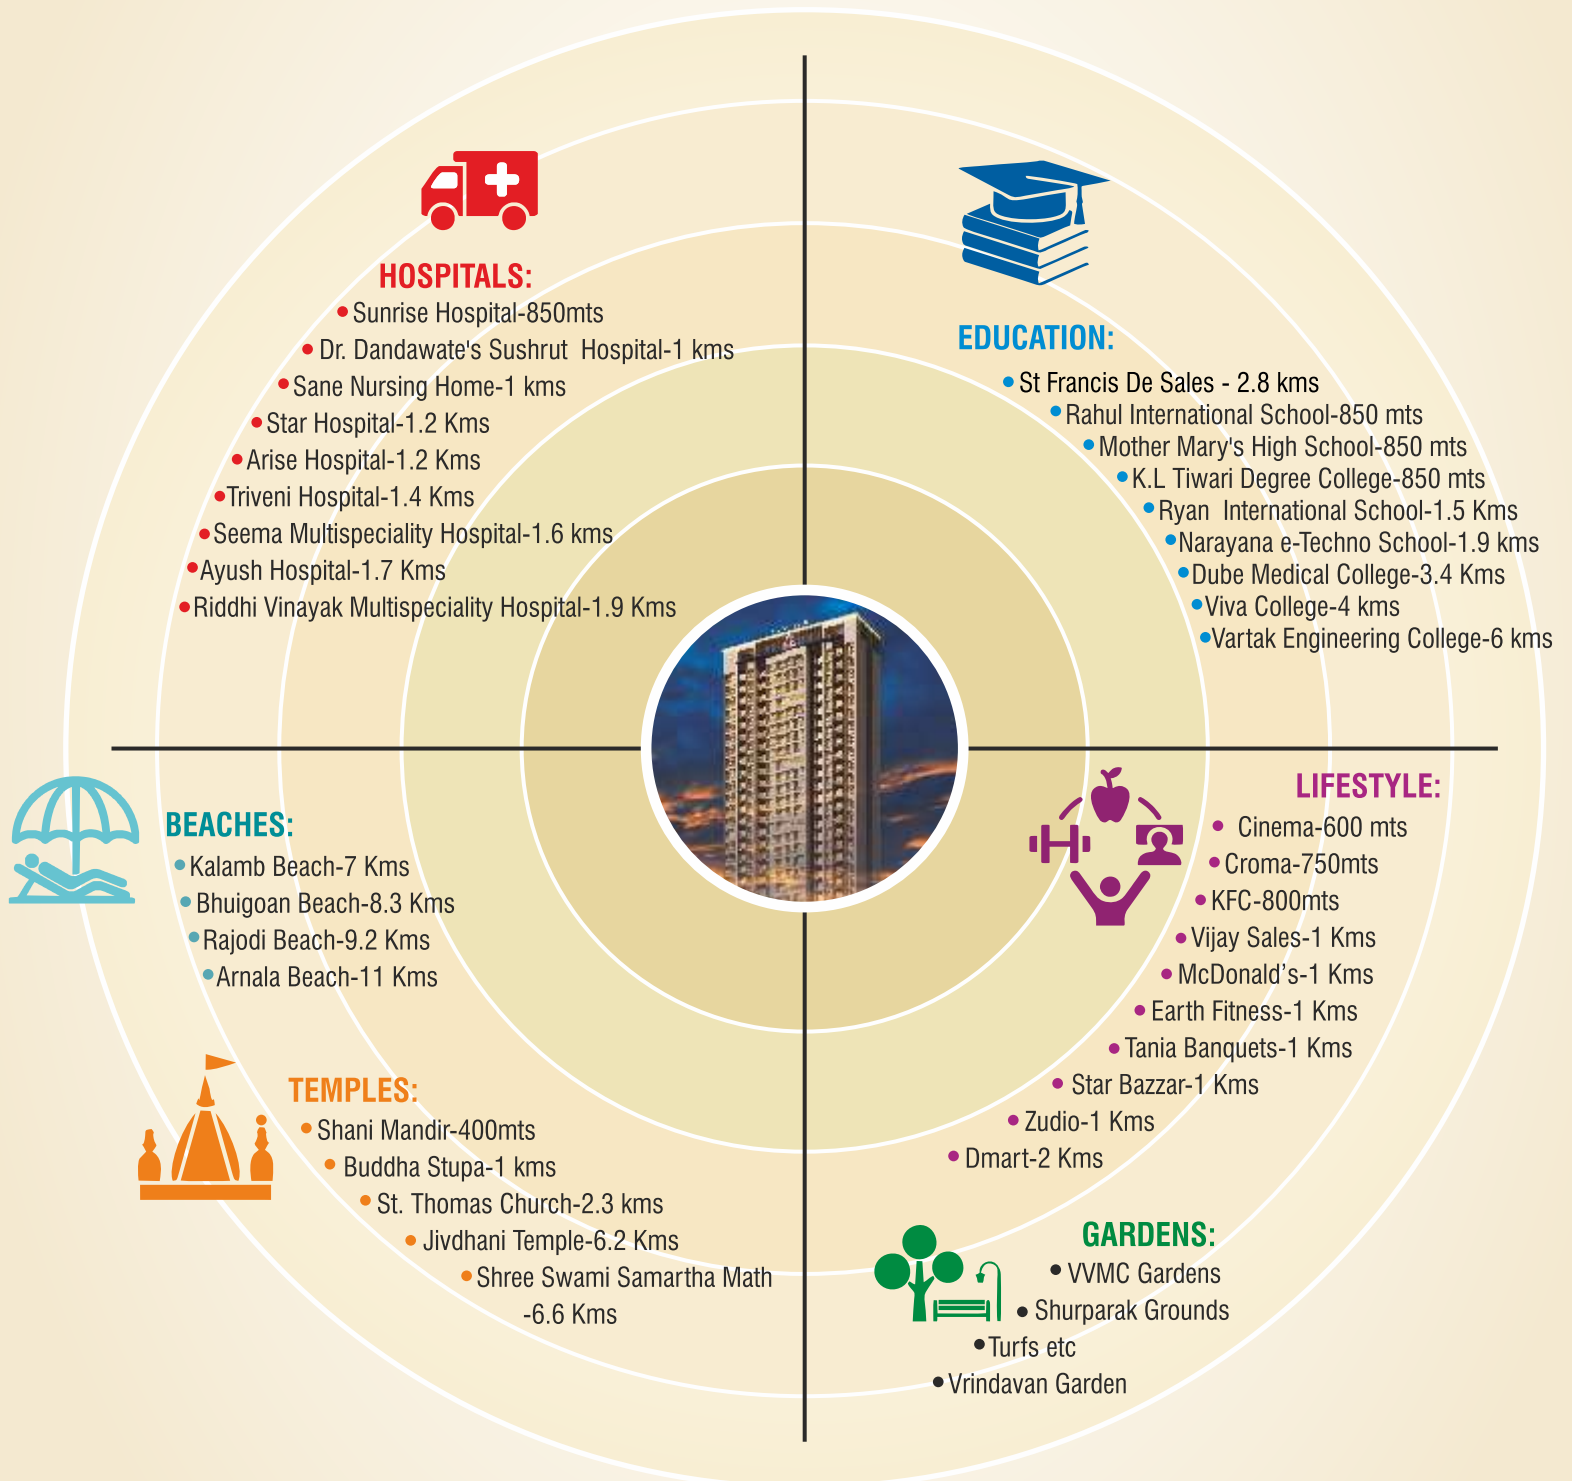 HOSPITALS:
Sunrise Hospital-850mts
Dr. Dandawate's Sushrut  Hospital-1 kms
Sane Nursing Home-1 kms
Star Hospital-1.2 Kms
Arise Hospital-1.2 Kms
Triveni Hospital-1.4 Kms
Seema Multispeciality Hospital-1.6 kms
Ayush Hospital-1.7 Kms
Riddhi Vinayak Multispeciality Hospital-1.9 Kms
EDUCATION:
St Francis De Sales - 2.8 kms
Rahul International School-850 mts
Mother Mary's High School-850 mts
K.L Tiwari Degree College-850 mts
Ryan  International School-1.5 Kms
Narayana e-Techno School-1.9 kms
Dube Medical College-3.4 Kms
Viva College-4 kms
Vartak Engineering College-6 kms
BEACHES:
Kalamb Beach-7 Kms
Bhuigoan Beach-8.3 Kms
Rajodi Beach-9.2 Kms
Arnala Beach-11 Kms
TEMPLES:
Shani Mandir-400mts
Buddha Stupa-1 kms
St. Thomas Church-2.3 kms
Jivdhani Temple-6.2 Kms
Shree Swami Samartha Math
-6.6 Kms
LIFESTYLE:
Cinema-600 mts
Croma-750mts
KFC-800mts
Vijay Sales-1 Kms
McDonald’s-1 Kms
Earth Fitness-1 Kms
Tania Banquets-1 Kms
Star Bazzar-1 Kms
Zudio-1 Kms
Dmart-2 Kms
GARDENS:
VVMC Gardens
Shurparak Grounds
Turfs etc
Vrindavan Garden